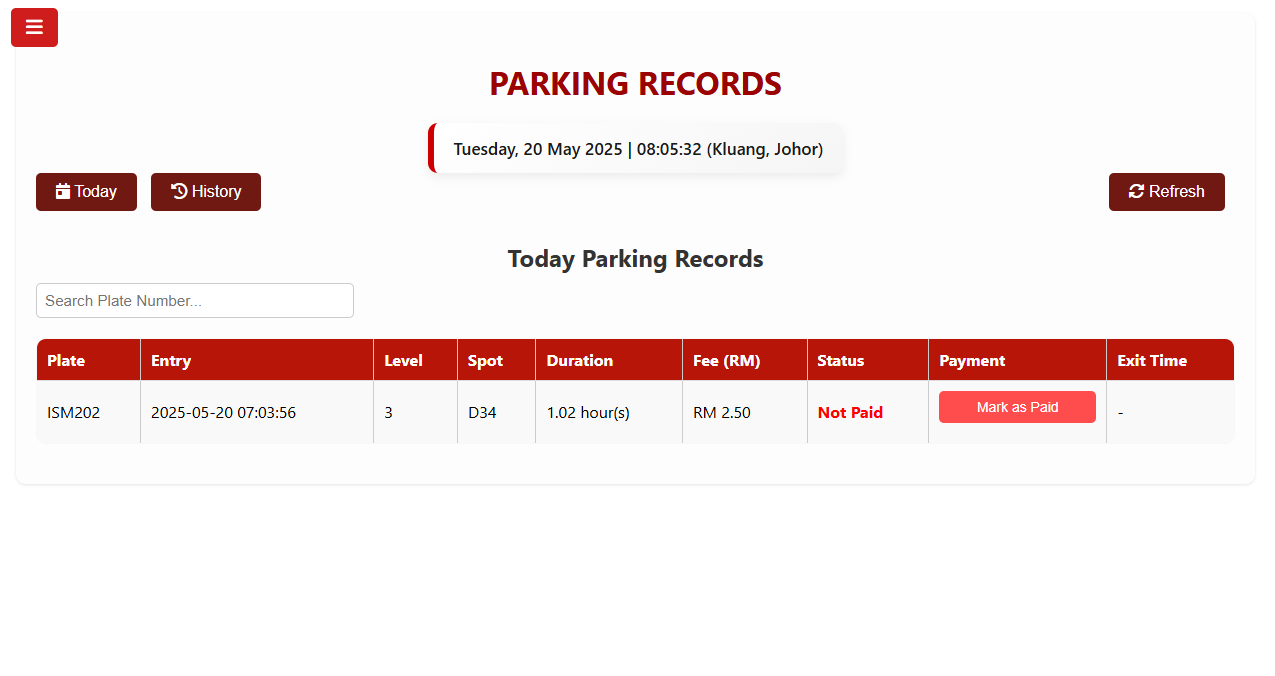 PARKING RECORDS
Tuesday, 20 May 2025 | 08:05:32 (Kluang, Johor)
Today History Refresh
Today Parking Records
Search Plate Number...
Plate Entry Level Spot Duration Fee (RM) Status Payment Exit Time
ISM202 2025-05-20 07:03:56 3 D34 1.02 hour(s) RM 2.50 Not Paid Mark as Paid -